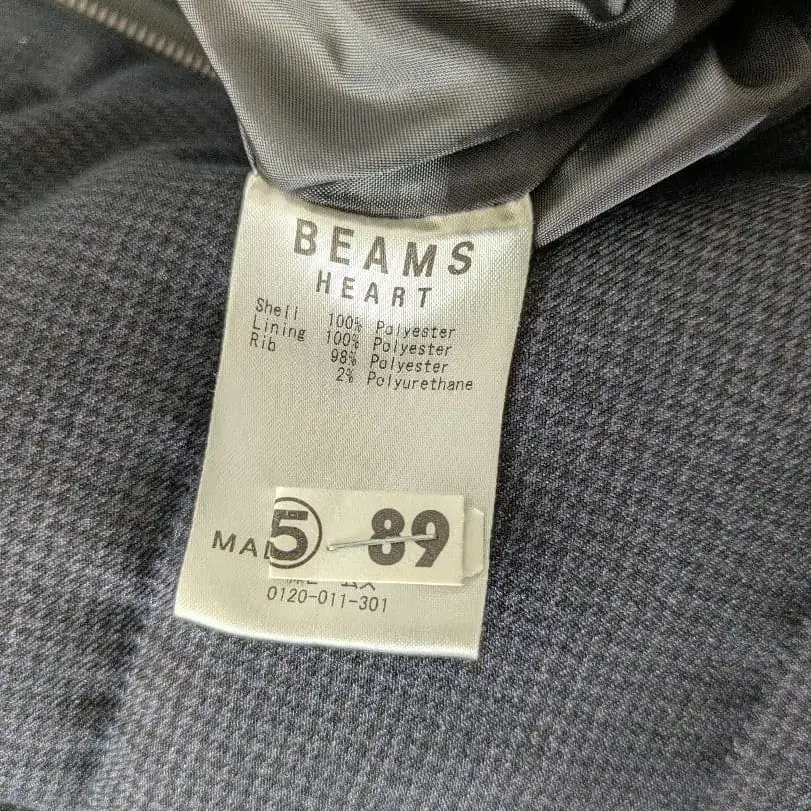 BEAMS
HEART
Shell 100% Polyester
Lining 100% Polyester
Rib 98% Polyester
2% Polyurethane
MA
⑤ 89
0120-011-301